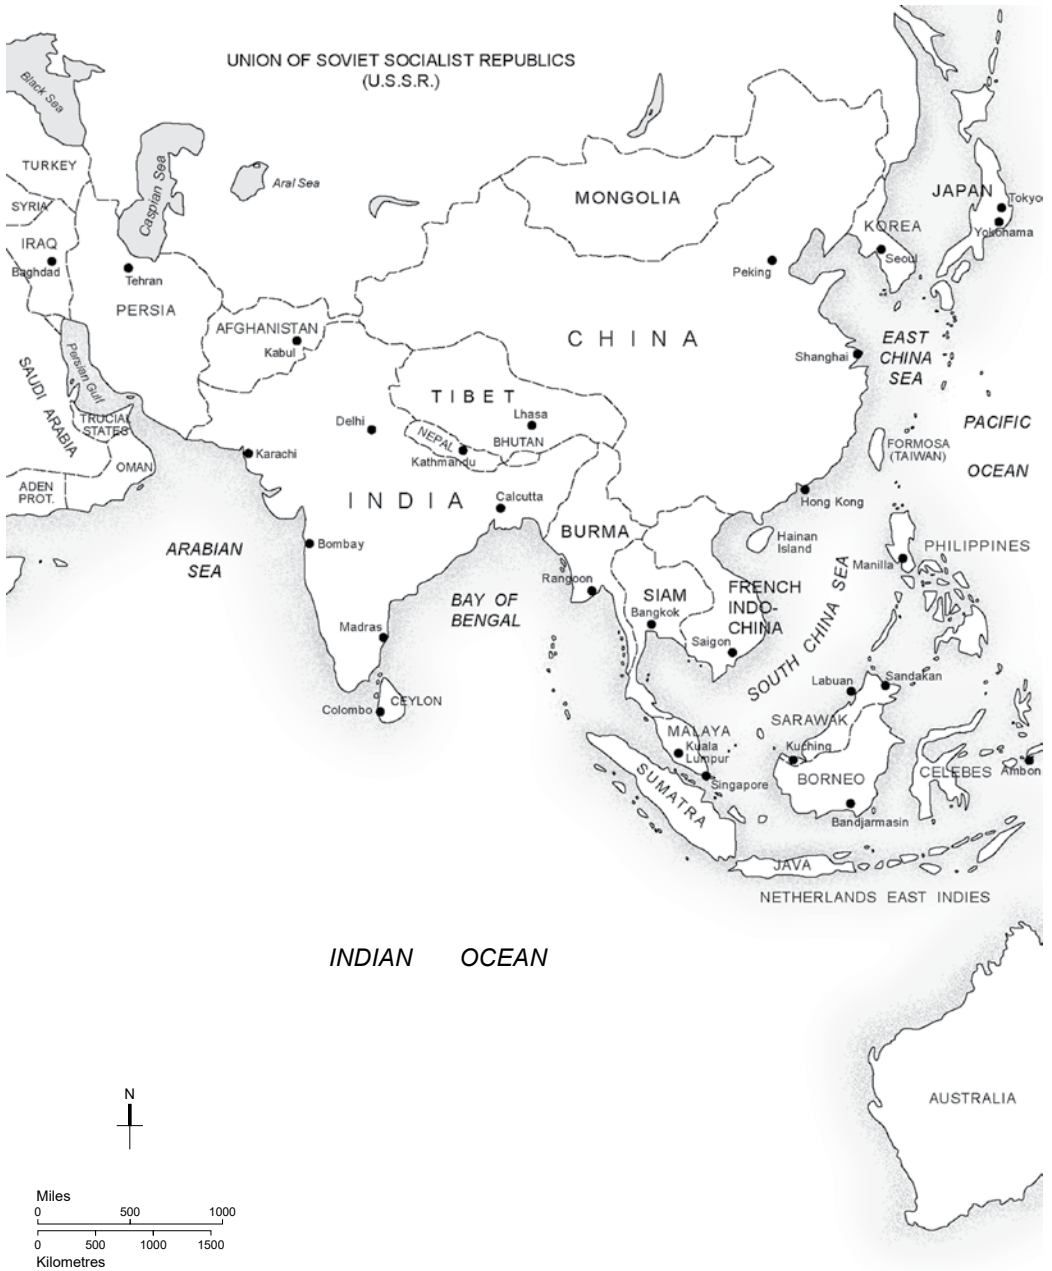 UNION OF SOVIET SOCIALIST REPUBLICS
(U.S.S.R.)
Black Sea
Caspian Sea
Aral Sea
TURKEY
SYRIA
IRAQ
Baghdad
Tehran
PERSIA
MONGOLIA
JAPAN
Tokyo
Yokohama
KOREA
Seoul
Peking
AFGHANISTAN
Kabul
CHINA
Shanghai
EAST
CHINA
SEA
Persian Gulf
SAUDI ARABIA
TRUCIAL
STATES
OMAN
ADEN
PROT.
TIBET
Lhasa
Delhi
NEPAL
BHUTAN
Kathmandu
Karachi
PACIFIC
OCEAN
FORMOSA
(TAIWAN)
INDIA
Calcutta
Hong Kong
BURMA
Hainan
Island
Bombay
ARABIAN
SEA
PHILIPPINES
Manilla
Rangoon
SIAM
Bangkok
FRENCH
INDO-
CHINA
Saigon
SOUTH CHINA SEA
BAY OF
BENGAL
Madras
Colombo
CEYLON
Labuan
Sandakan
SARAWAK
Kuching
MALAYA
Kuala
Lumpur
Singapore
SUMATRA
BORNEO
Bandjarmasin
CELEBES
Ambon
JAVA
NETHERLANDS EAST INDIES
INDIAN OCEAN
AUSTRALIA
N
Miles
0 500 1000
0 500 1000 1500
Kilometres